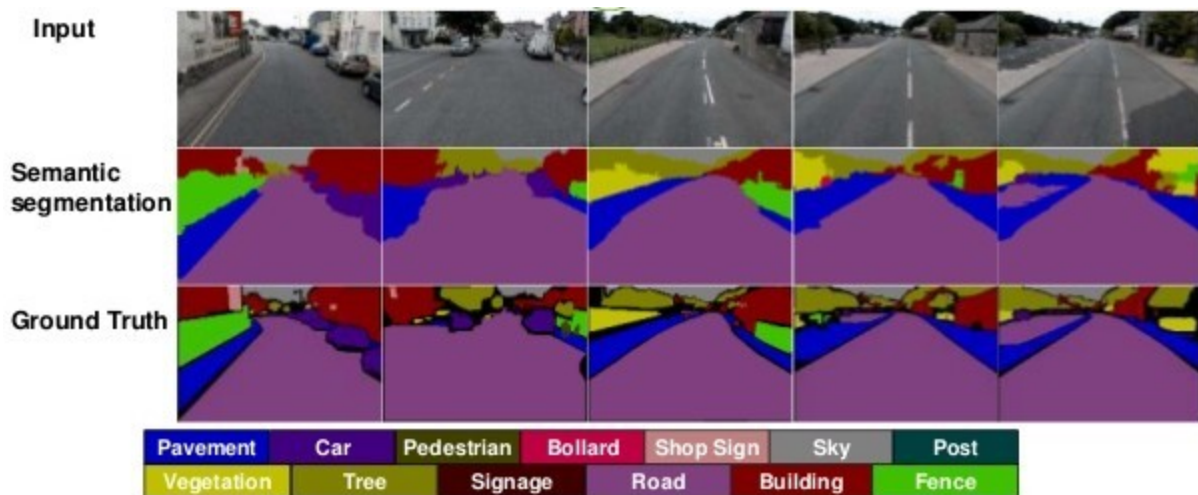 Input
Semantic
segmentation
Ground Truth
Pavement Car Pedestrian Bollard Shop Sign Sky Post
Vegetation Tree Signage Road Building Fence